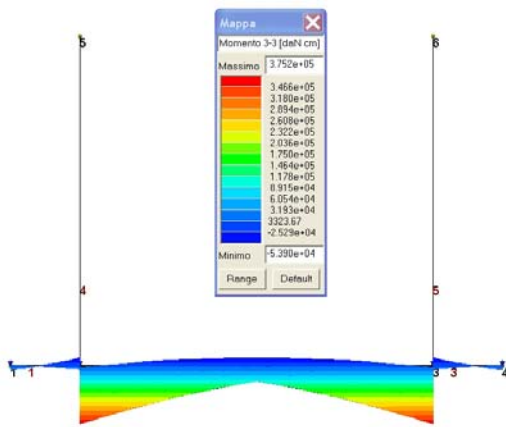 Mappa
Momento 3-3 [daN cm]
Massimo 3.752e+05
3.466e+05
3.180e+05
2.894e+05
2.608e+05
2.322e+05
2.036e+05
1.750e+05
1.464e+05
1.178e+05
8.915e+04
6.054e+04
3.193e+04
3323.67
-2.529e+04
Minimo -5.390e+04
Range Default
5 6
4 5
1 1 3 3 4